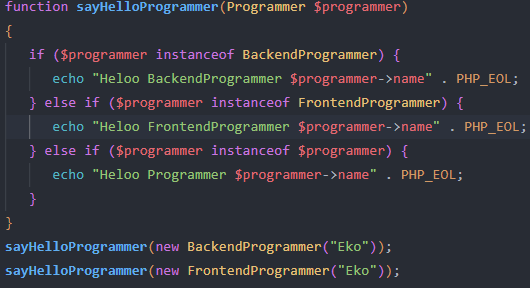 function sayHelloProgrammer(Programmer $programmer)
{
if ($programmer instanceof BackendProgrammer) {
echo "Heloo BackendProgrammer $programmer->name" . PHP_EOL;
} else if ($programmer instanceof FrontendProgrammer) {
echo "Heloo FrontendProgrammer $programmer->name" . PHP_EOL;
} else if ($programmer instanceof $programmer) {
echo "Heloo Programmer $programmer->name" . PHP_EOL;
}
}
sayHelloProgrammer(new BackendProgrammer("Eko"));
sayHelloProgrammer(new FrontendProgrammer("Eko"));